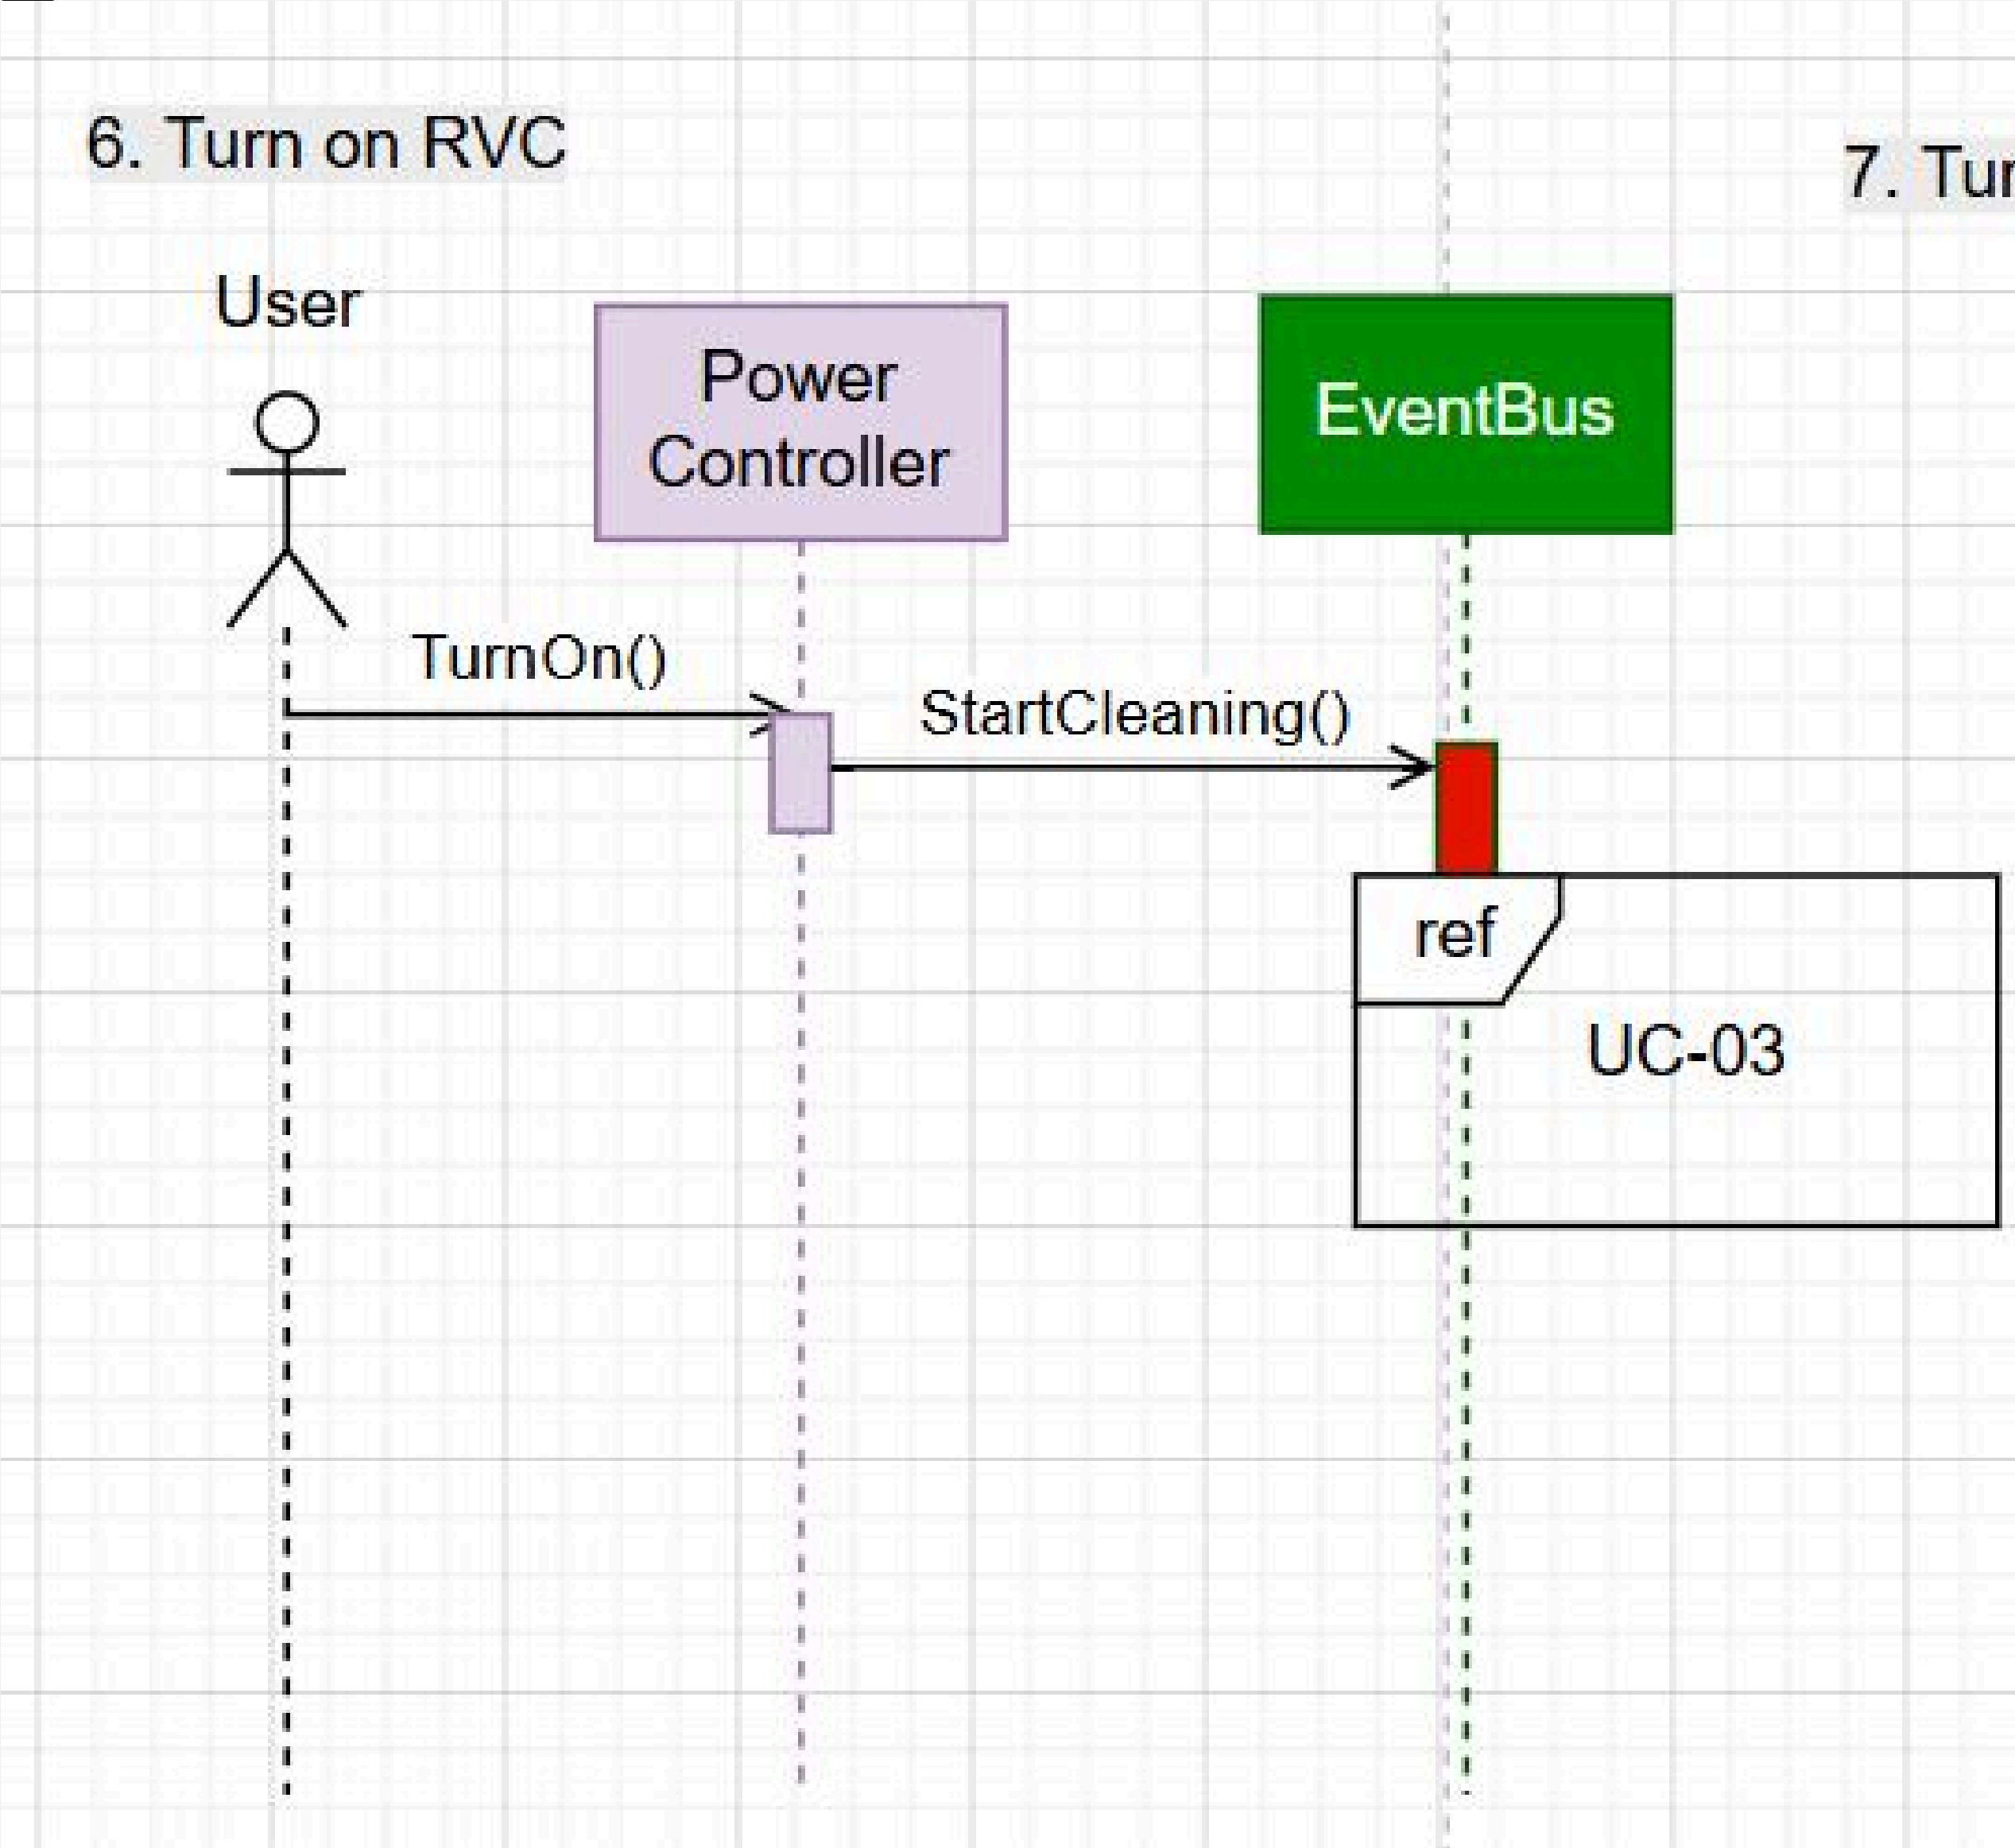 6. Turn on RVC
7. Tur
User
Power
Controller
EventBus
TurnOn()
StartCleaning()
ref
UC-03